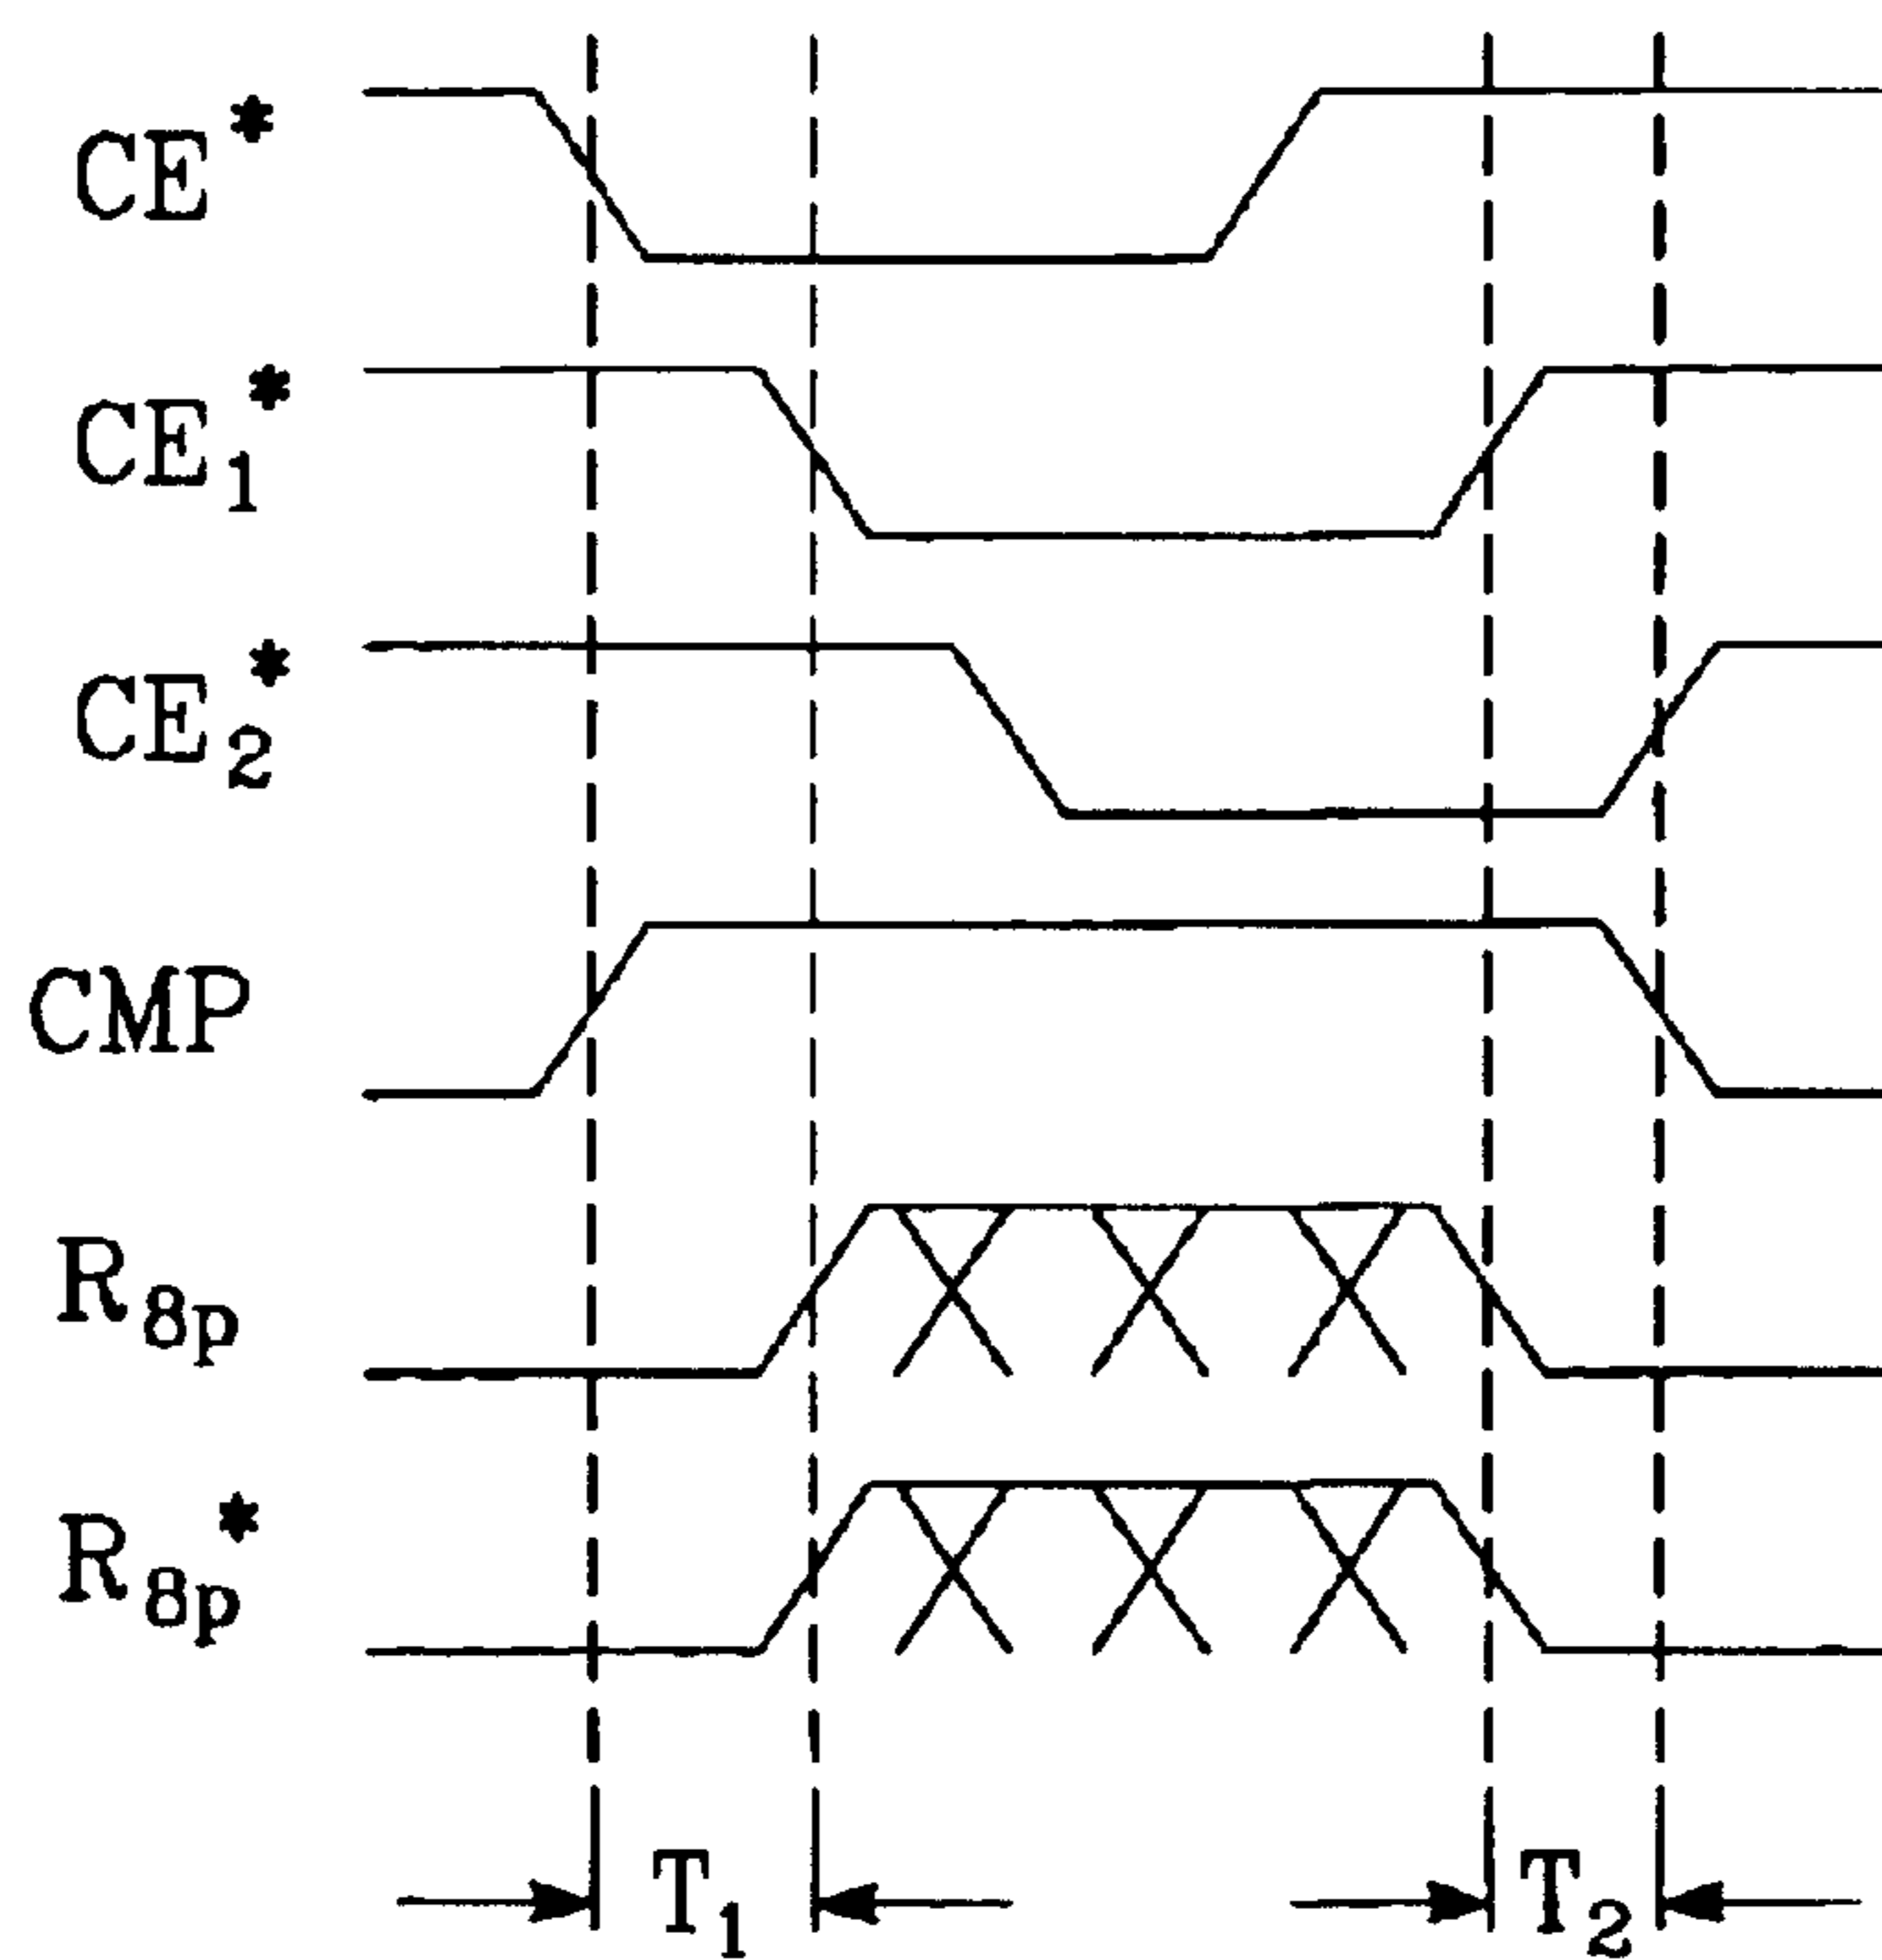 CE*
CE₁*
CE₂*
CMP
R₈ₚ
R₈ₚ*
T₁ T₂